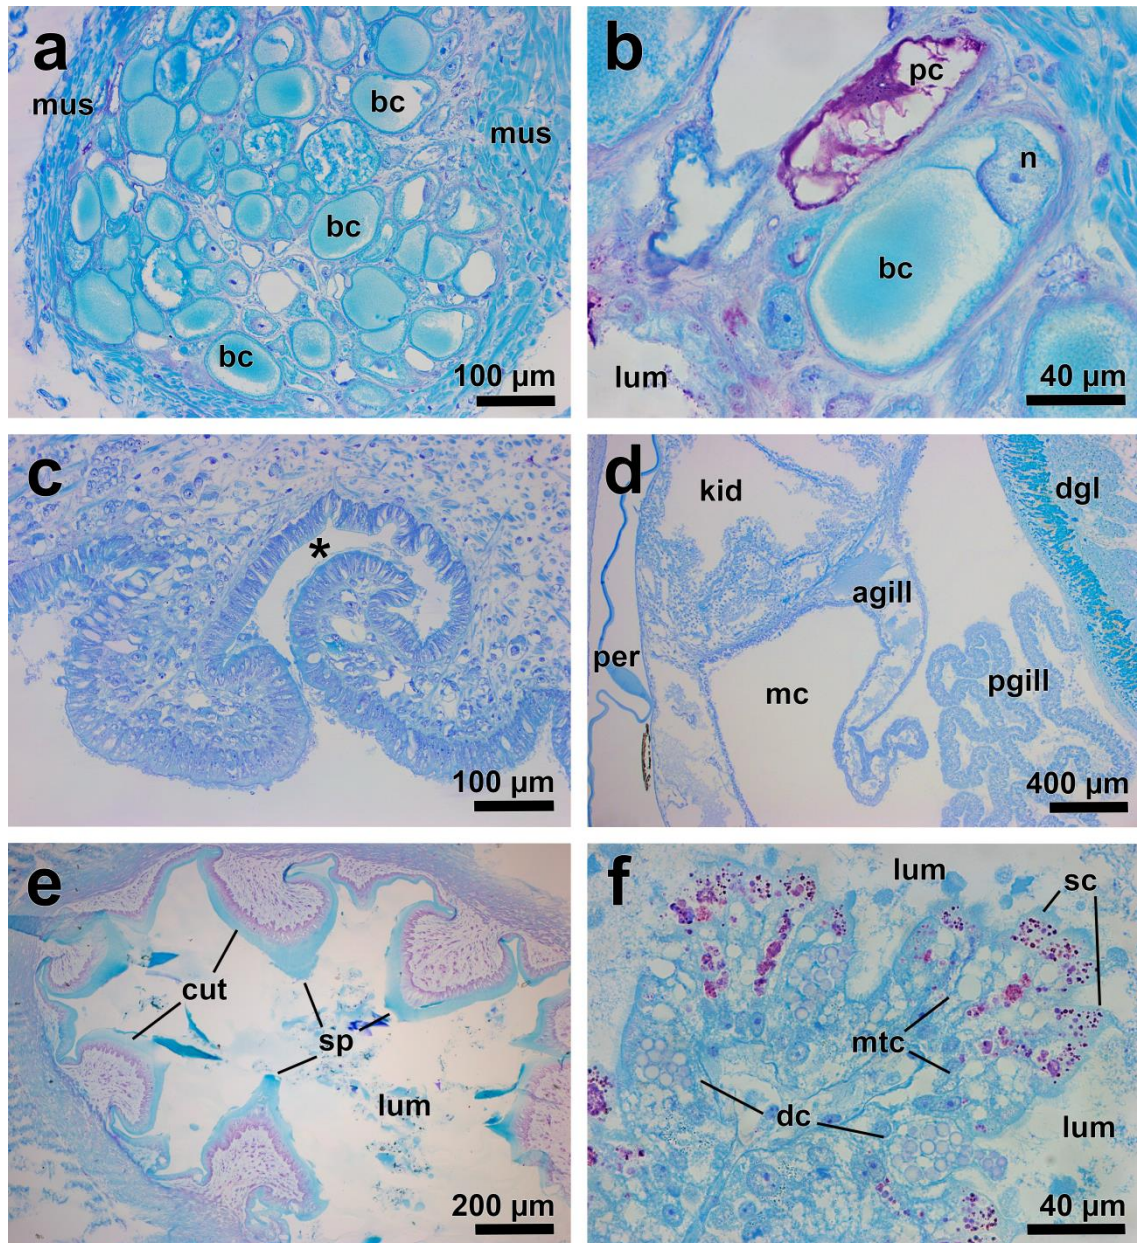 a
mus
bc
mus
bc
bc
100 µm
b
pc
n
bc
lum
40 µm
c
*
100 µm
d
kid
dgl
agill
per
mc
pgill
400 µm
e
cut
sp
lum
200 µm
f
lum
sc
mtc
dc
lum
40 µm